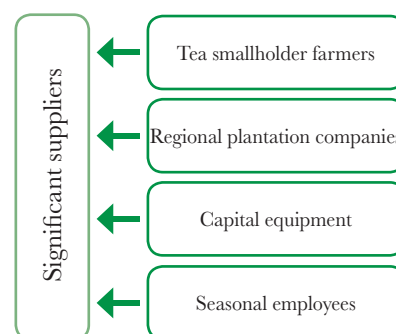 Significant suppliers
Tea smallholder farmers
Regional plantation companies
Capital equipment
Seasonal employees